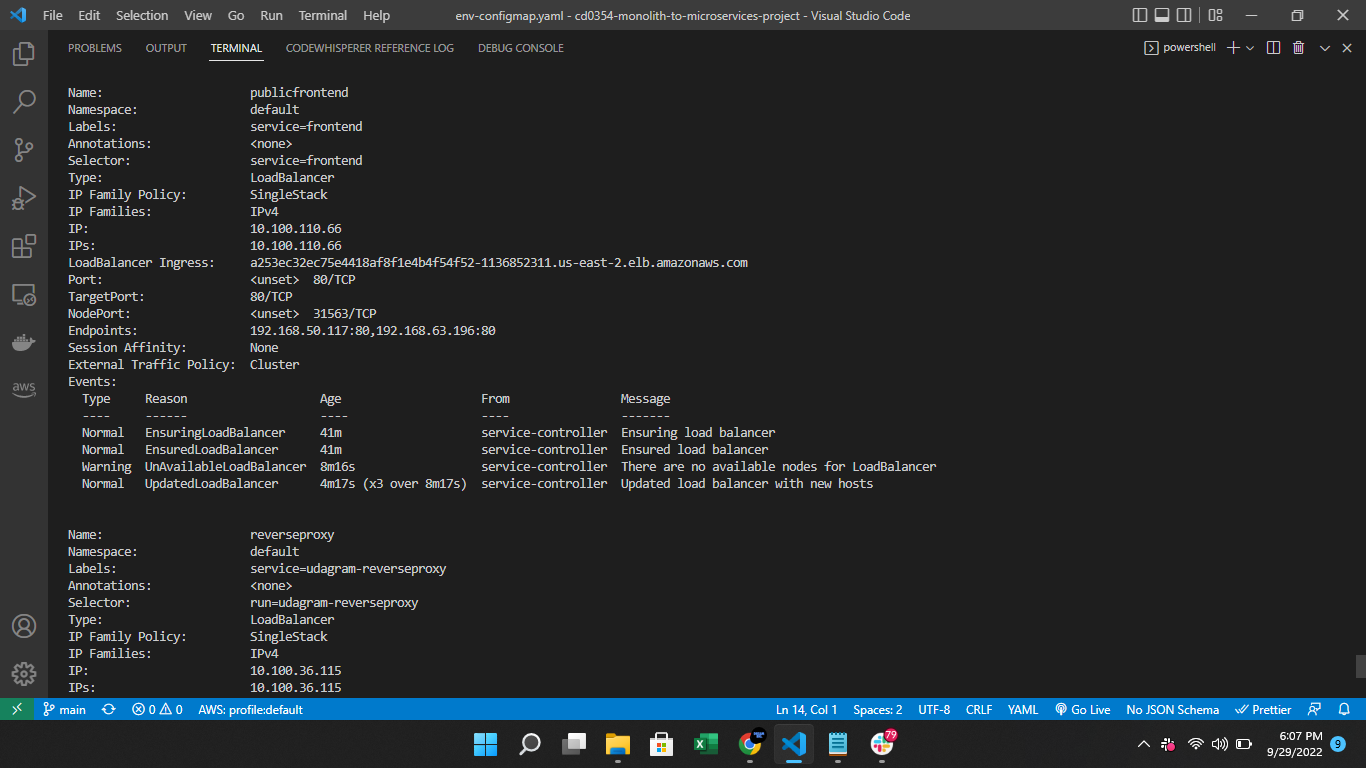 File Edit Selection View Go Run Terminal Help env-configmap.yaml - cd0354-monolith-to-microservices-project - Visual Studio Code
PROBLEMS OUTPUT TERMINAL CODEWHISPERER REFERENCE LOG DEBUG CONSOLE powershell
Name: publicfrontend
Namespace: default
Labels: service=frontend
Annotations: <none>
Selector: service=frontend
Type: LoadBalancer
IP Family Policy: SingleStack
IP Families: IPv4
IP: 10.100.110.66
IPs: 10.100.110.66
LoadBalancer Ingress: a253ec32ec75e4418af8f1e4b4f54f52-1136852311.us-east-2.elb.amazonaws.com
Port: <unset> 80/TCP
TargetPort: 80/TCP
NodePort: <unset> 31563/TCP
Endpoints: 192.168.50.117:80,192.168.63.196:80
Session Affinity: None
External Traffic Policy: Cluster
Events:
Type Reason Age From Message
---- ------ ---- ---- -------
Normal EnsuringLoadBalancer 41m service-controller Ensuring load balancer
Normal EnsuredLoadBalancer 41m service-controller Ensured load balancer
Warning UnAvailableLoadBalancer 8m16s service-controller There are no available nodes for LoadBalancer
Normal UpdatedLoadBalancer 4m17s (x3 over 8m17s) service-controller Updated load balancer with new hosts
Name: reverseproxy
Namespace: default
Labels: service=udagram-reverseproxy
Annotations: <none>
Selector: run=udagram-reverseproxy
Type: LoadBalancer
IP Family Policy: SingleStack
IP Families: IPv4
IP: 10.100.36.115
IPs: 10.100.36.115
aws
main 0 0 AWS: profile:default Ln 14, Col 1 Spaces: 2 UTF-8 CRLF YAML Go Live No JSON Schema Prettier
79
6:07 PM
9/29/2022 9